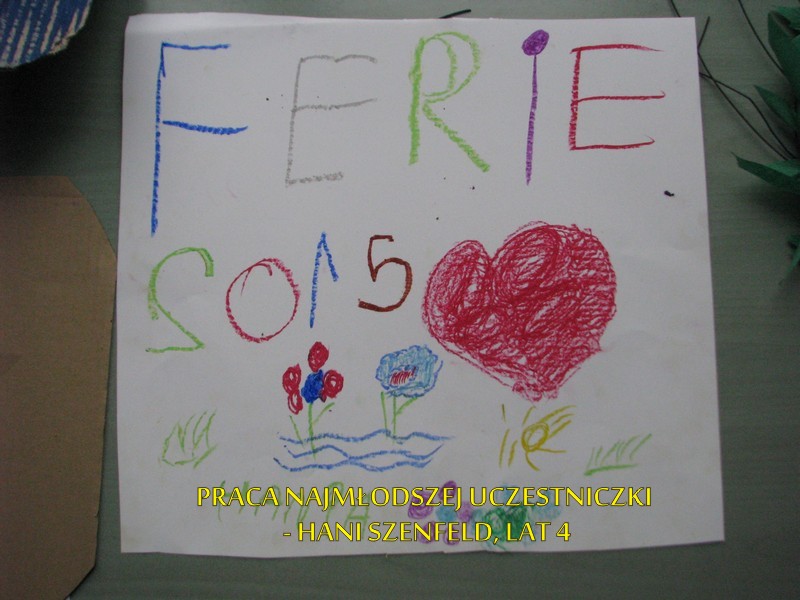 FERIE
2015
PRACA NAJMŁODSZEJ UCZESTNICZKI
- HANI SZENFELD, LAT 4